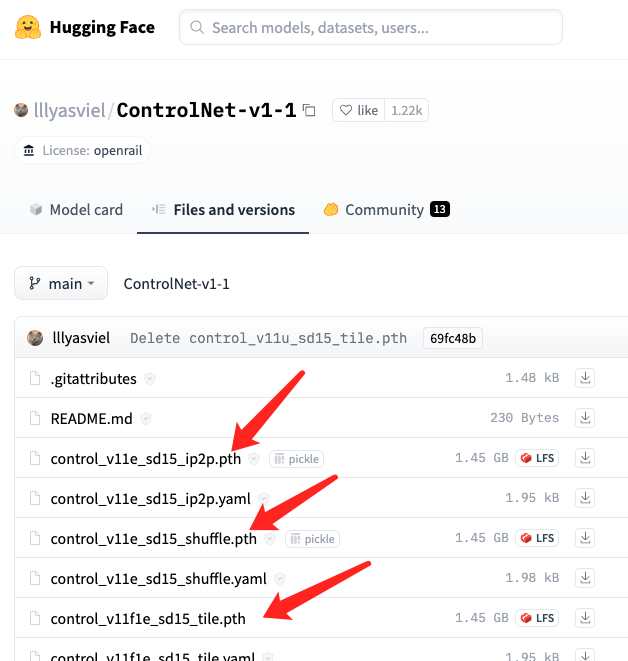 Hugging Face
Search models, datasets, users...
lllyasviel/ControlNet-v1-1
like 1.22k
License: openrail
Model card
Files and versions
Community 13
main
ControlNet-v1-1
lllyasviel Delete control_v11u_sd15_tile.pth 69fc48b
.gitattributes 1.48 kB
README.md 230 Bytes
control_v11e_sd15_ip2p.pth pickle 1.45 GB LFS
control_v11e_sd15_ip2p.yaml 1.95 kB
control_v11e_sd15_shuffle.pth pickle 1.45 GB LFS
control_v11e_sd15_shuffle.yaml 1.98 kB
control_v11f1e_sd15_tile.pth 1.45 GB LFS
control_v11f1e_sd15_tile.yaml 1.95 kB